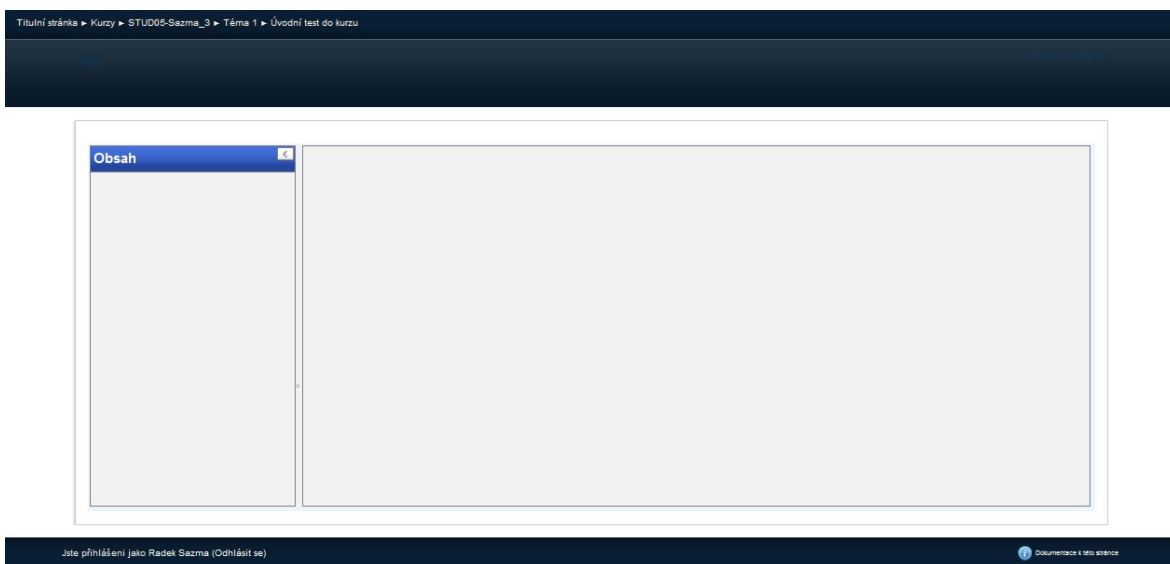 Titulní stránka ► Kurzy ► STUD05-Sazma_3 ► Téma 1 ► Úvodní test do kurzu
Obsah
Jste přihlášeni jako Radek Sazma (Odhlásit se)
Dokumentace k této stránce